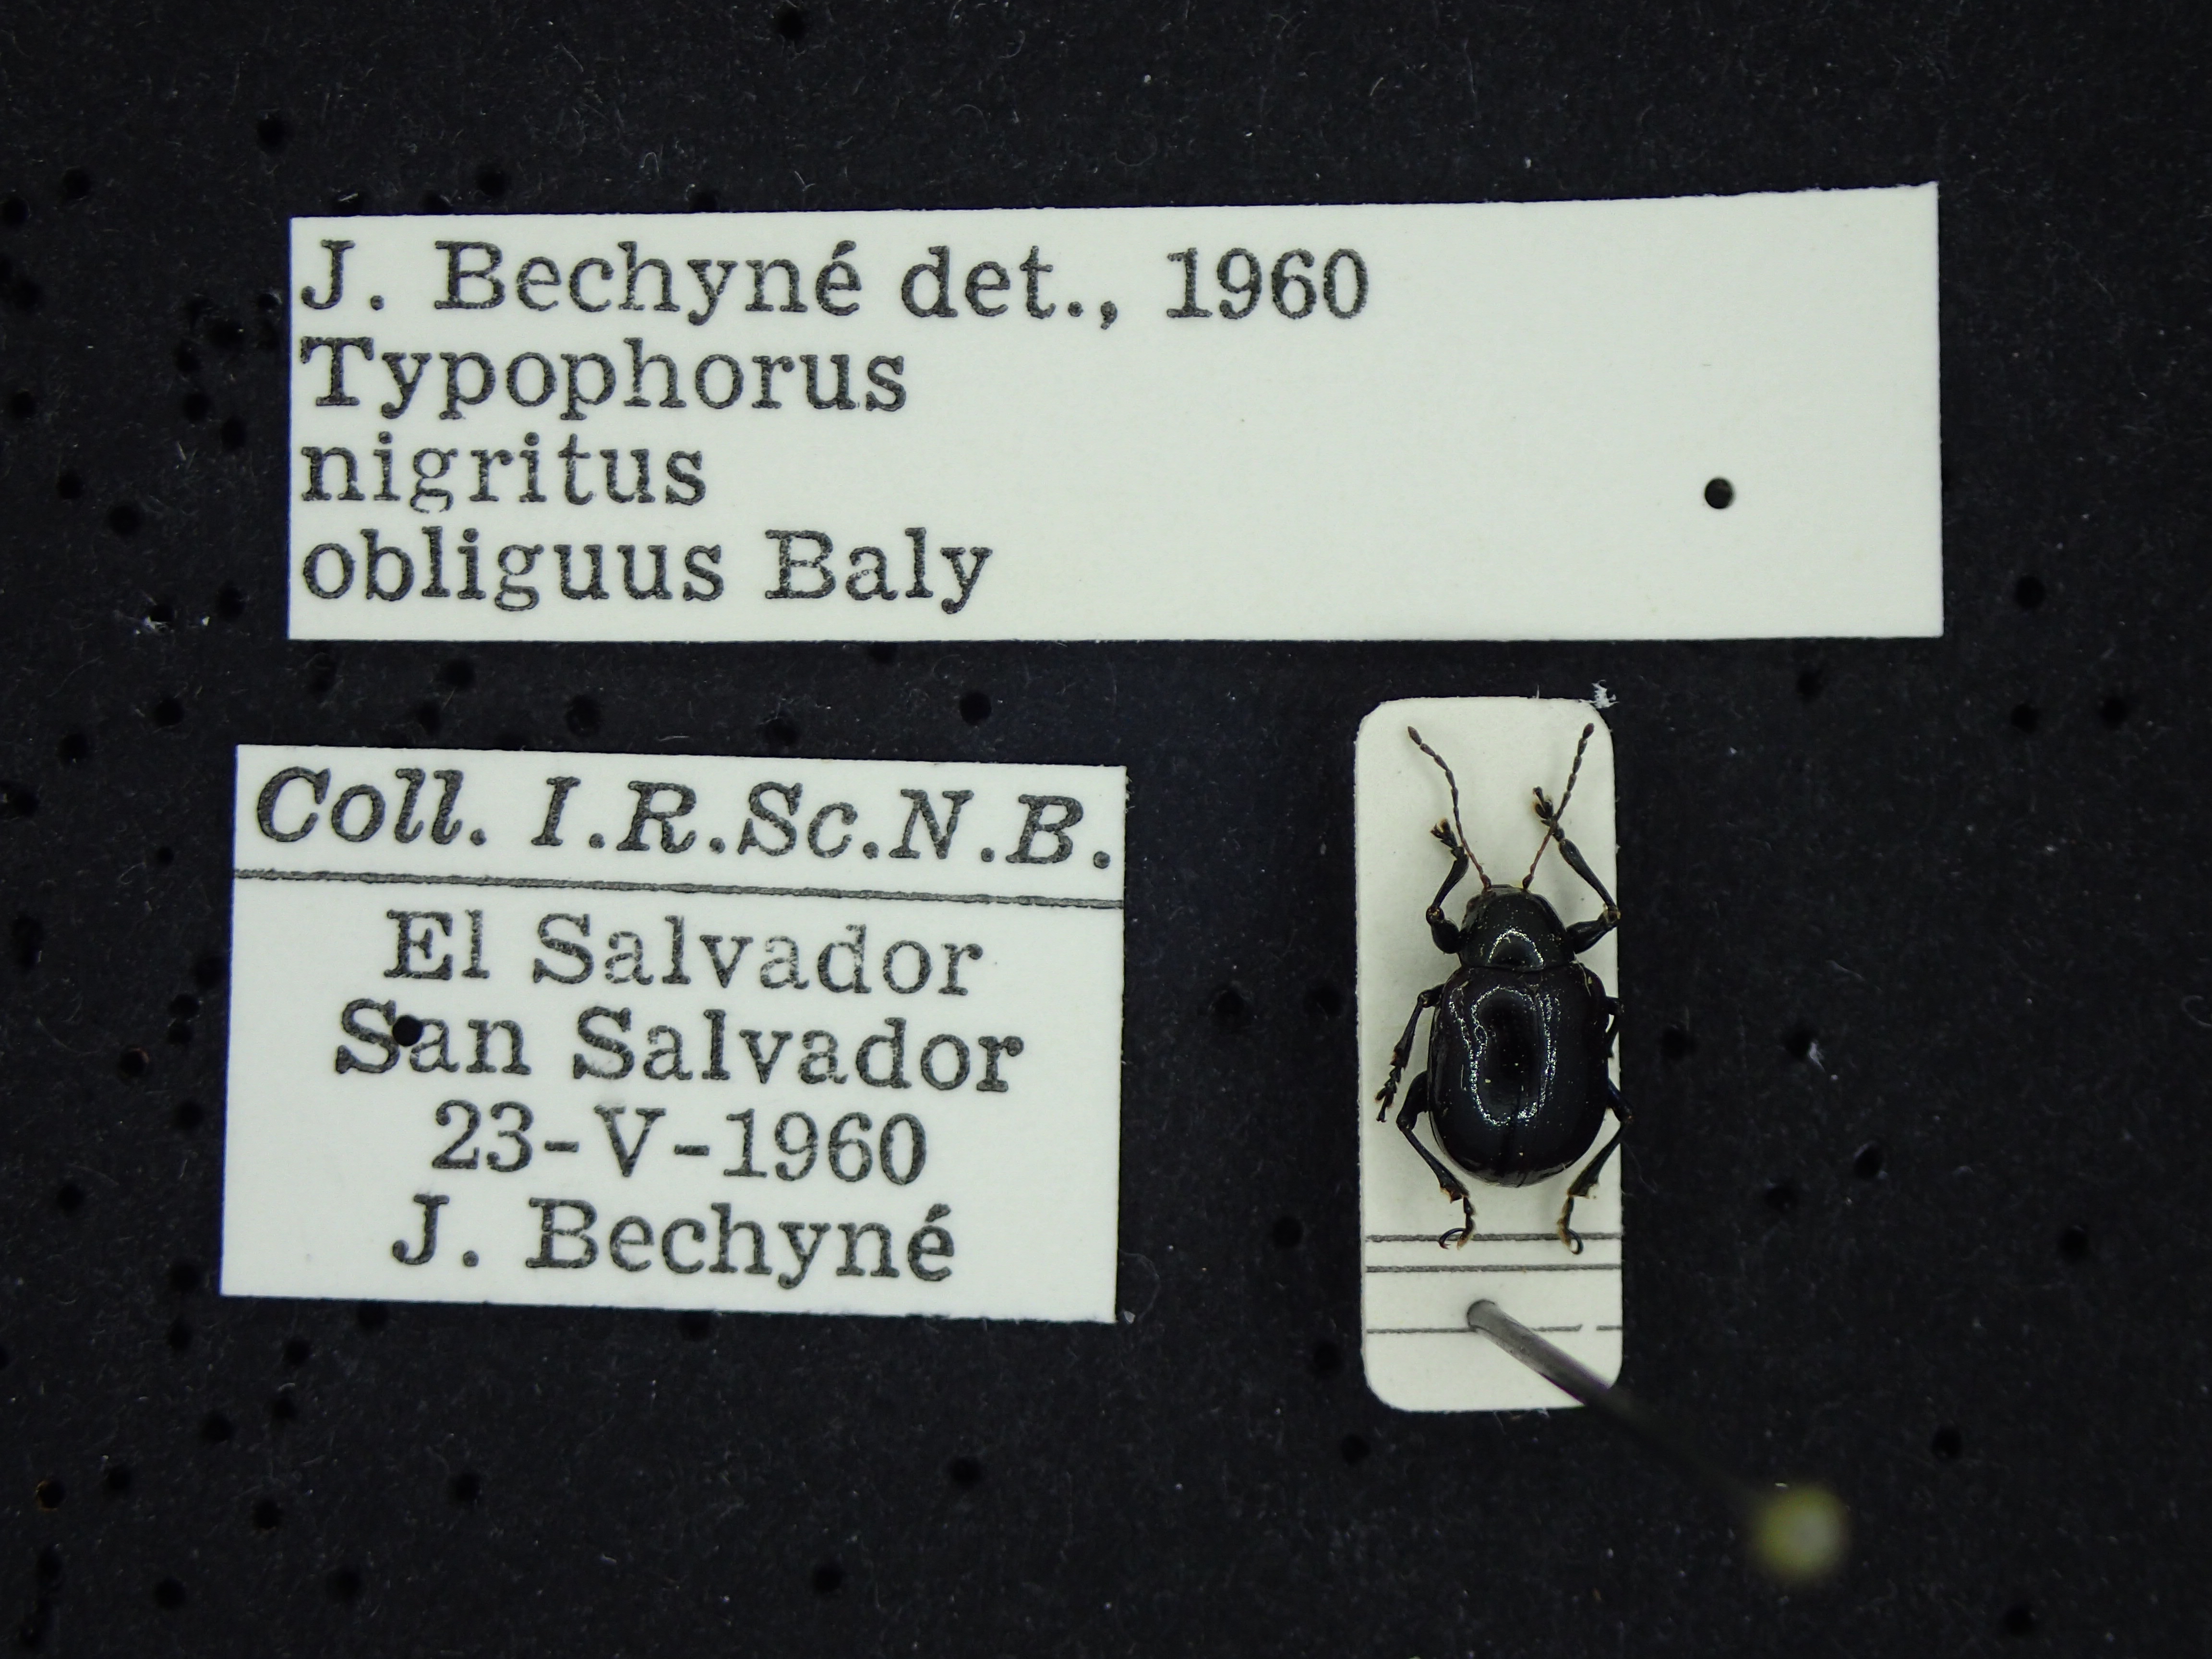 J. Bechyné det., 1960
Typophorus
nigritus
obliguus Baly
Coll. I.R.Sc.N.B.
El Salvador
San Salvador
23-V-1960
J. Bechyné